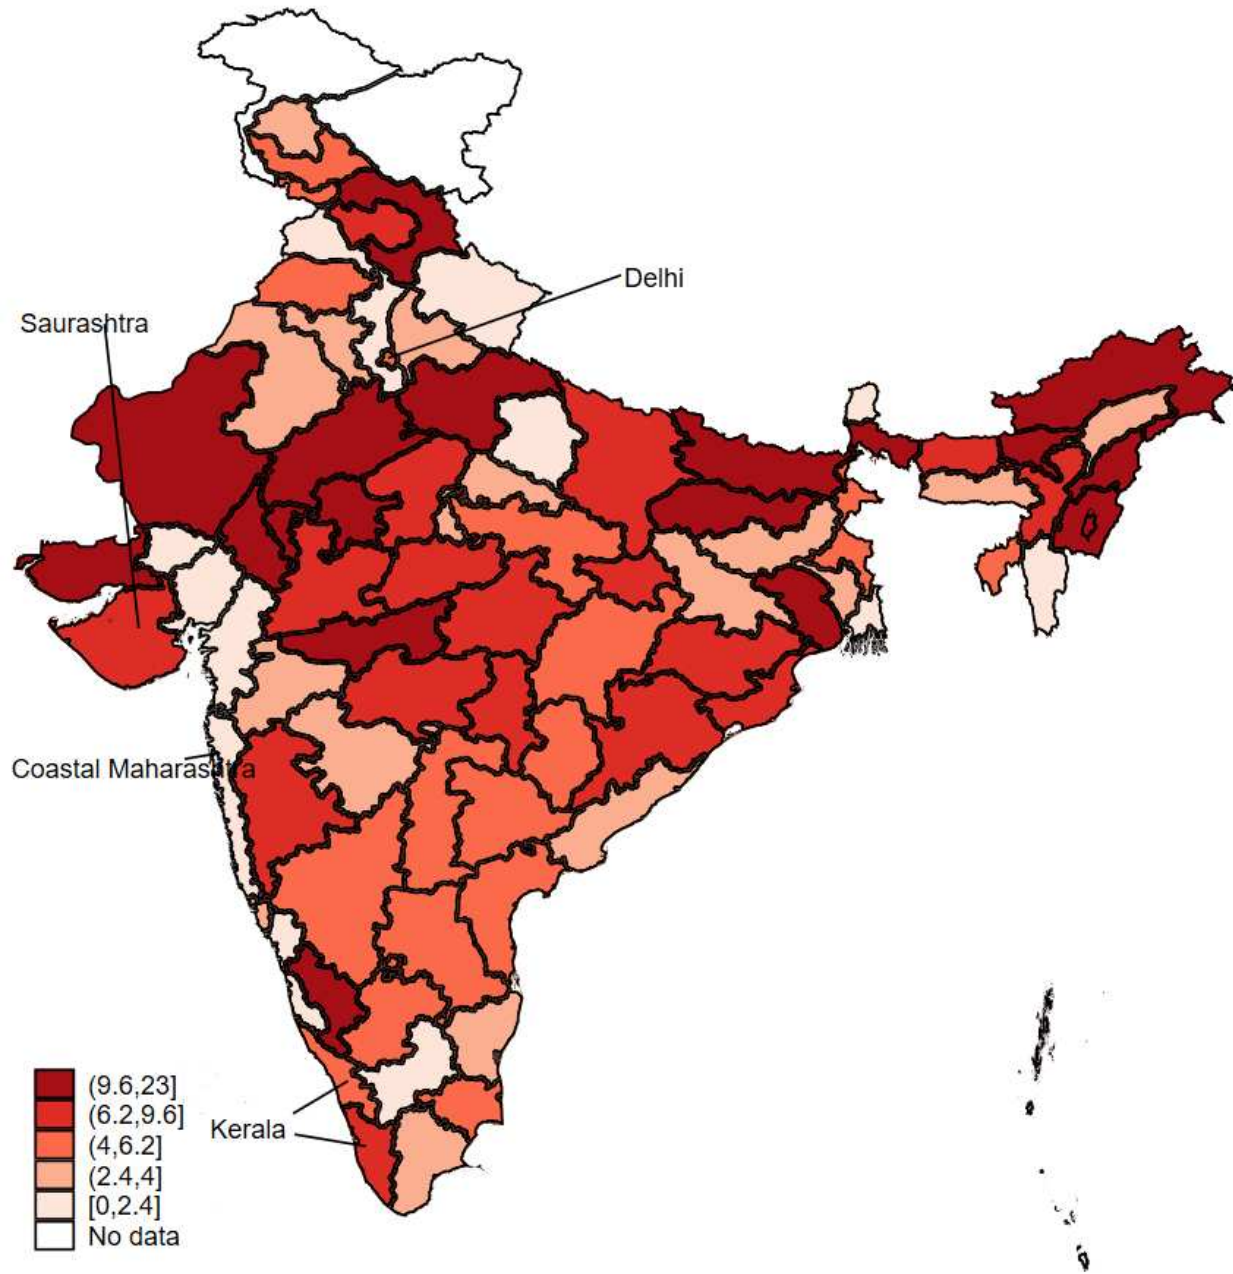 Delhi
Saurashtra
Coastal Maharashtra
Kerala
(9.6,23]
(6.2,9.6]
(4,6.2]
(2.4,4]
[0,2.4]
No data